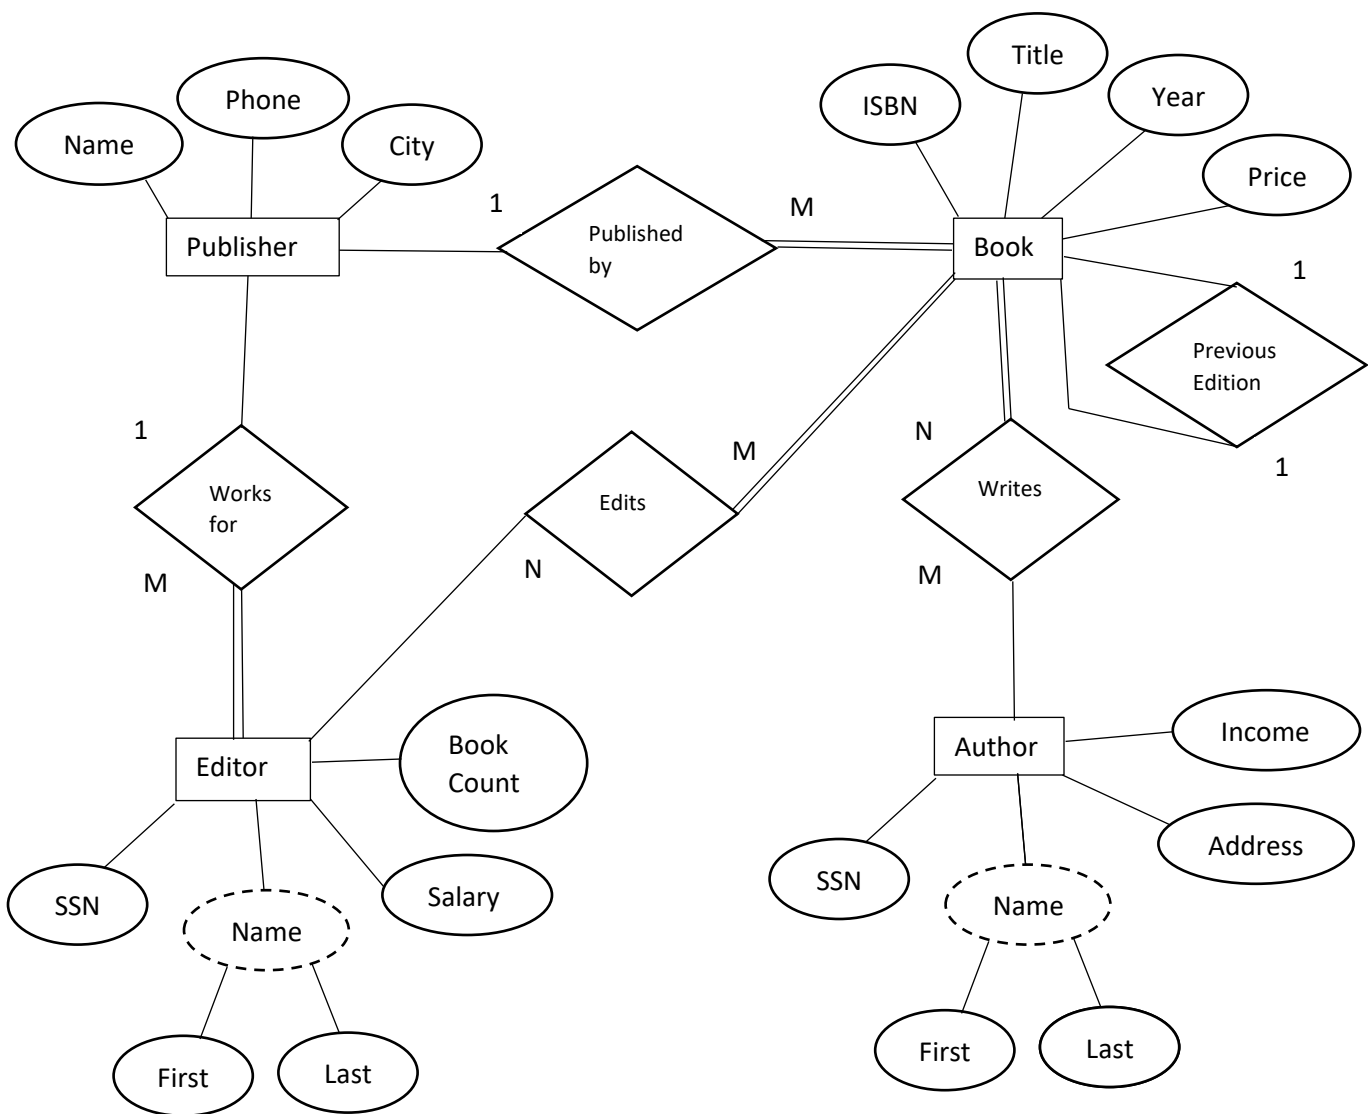 Title
Phone
ISBN
Year
Name
City
Price
1
M
Publisher
Published
by
Book
1
Previous
Edition
1
N
M
1
Works
for
Edits
Writes
M
N
M
Editor
Book
Count
Author
Income
Address
SSN
Name
Salary
SSN
Name
First
Last
First
Last